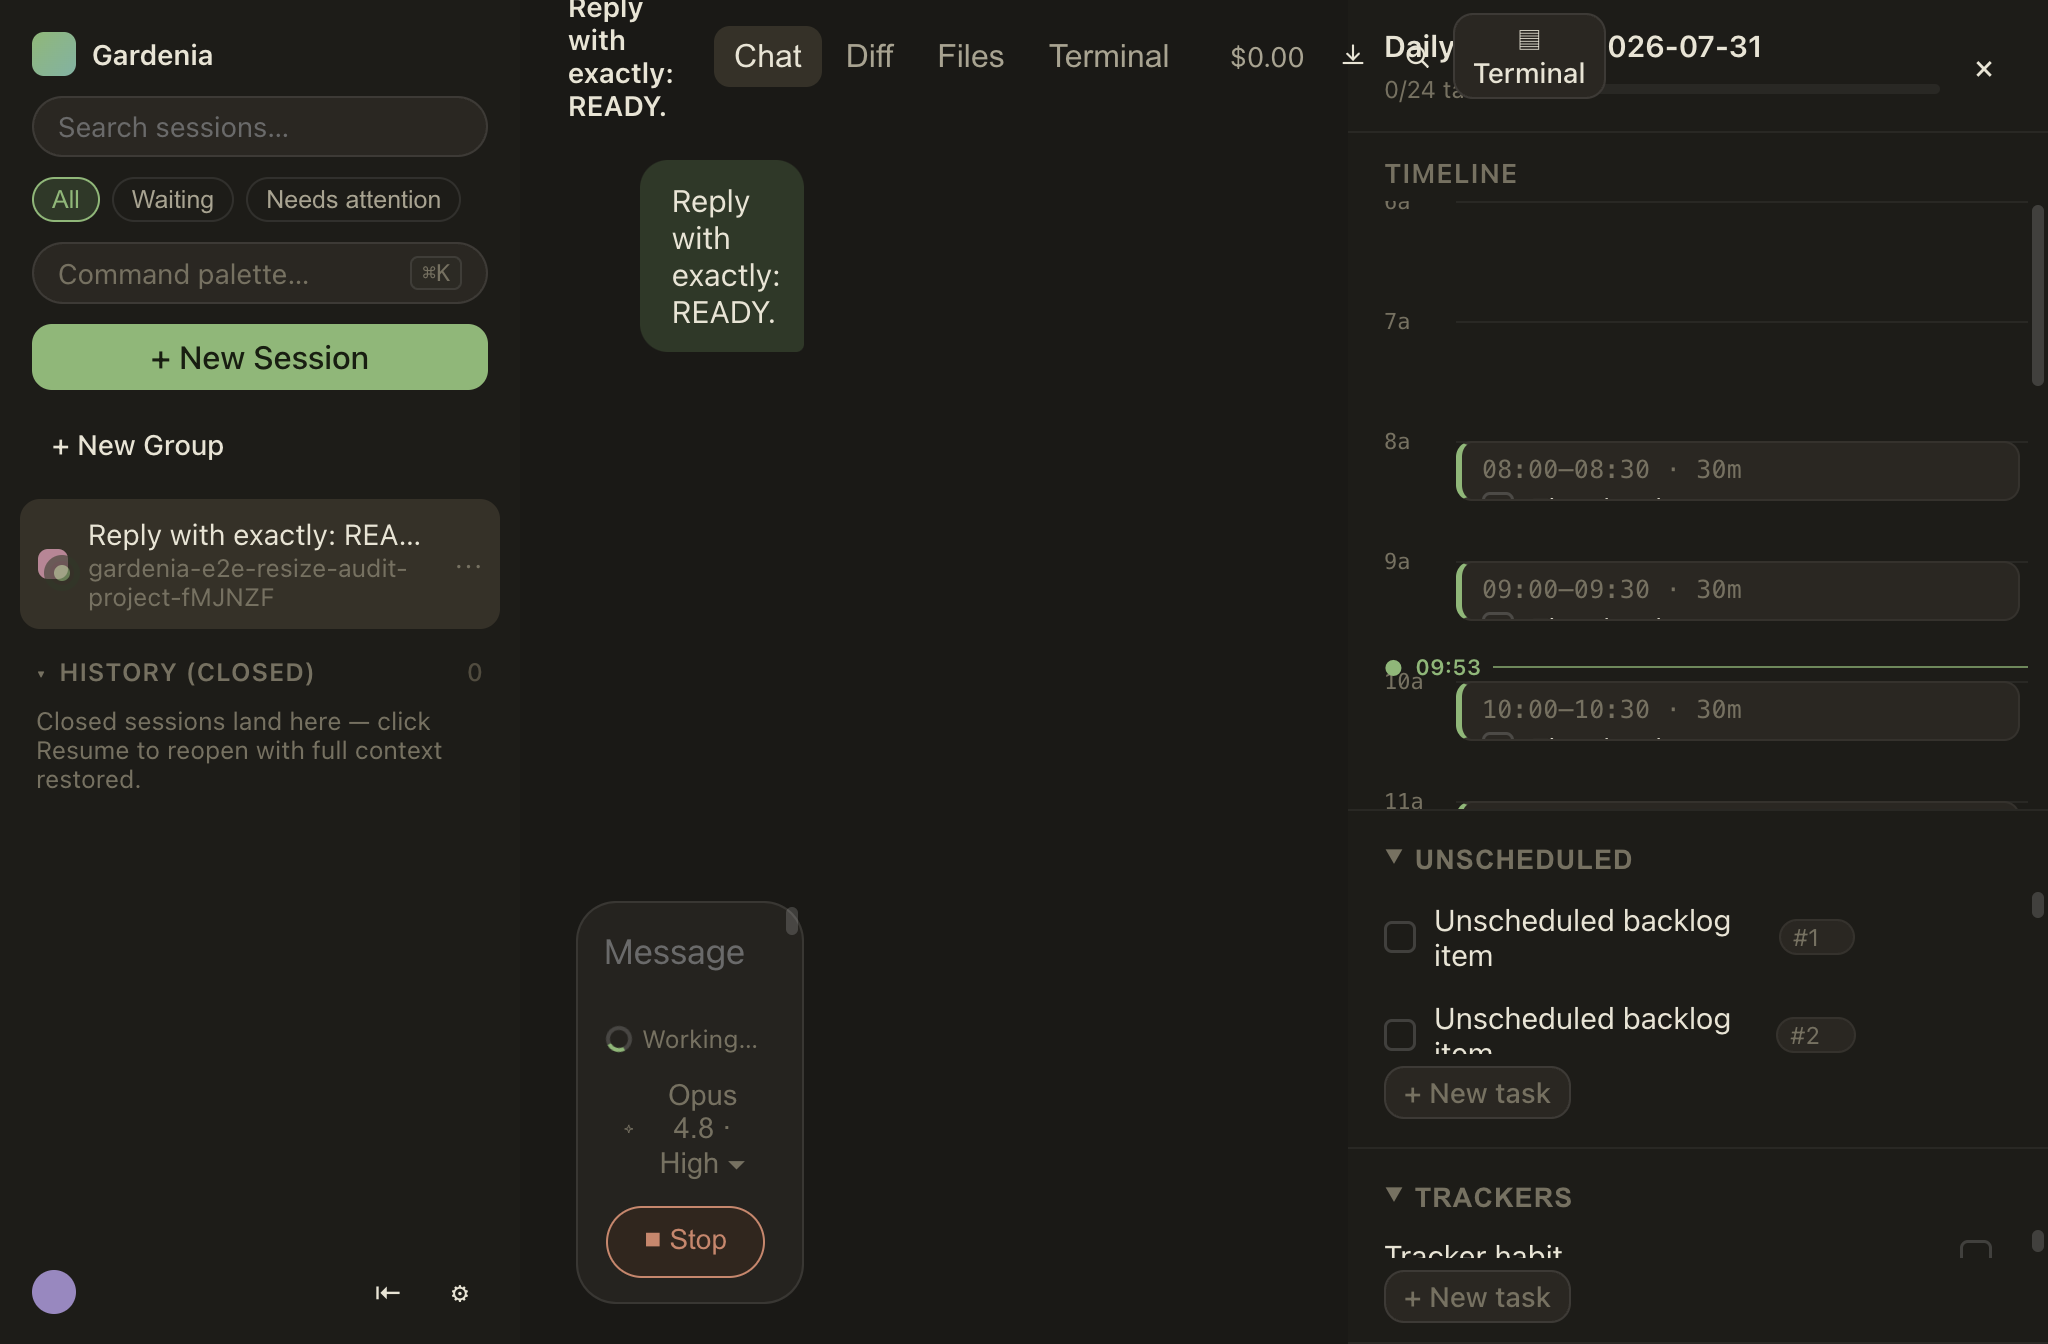 Gardenia
Search sessions...
All
Waiting
Needs attention
Command palette...
⌘K
+ New Session
+ New Group
Reply with exactly: REA...
gardenia-e2e-resize-audit-
project-fMJNZF
HISTORY (CLOSED)
0
Closed sessions land here — click
Resume to reopen with full context
restored.
Reply
with
exactly:
READY.
Chat
Diff
Files
Terminal
$0.00
Reply
with
exactly:
READY.
Message
Working...
Opus
4.8 ·
High
Stop
Daily
026-07-31
Terminal
0/24
TIMELINE
6a
7a
8a
08:00–08:30 · 30m
9a
09:00–09:30 · 30m
09:53
10a
10:00–10:30 · 30m
11a
UNSCHEDULED
Unscheduled backlog
item
#1
Unscheduled backlog
item
#2
+ New task
TRACKERS
Tracker habit
+ New task